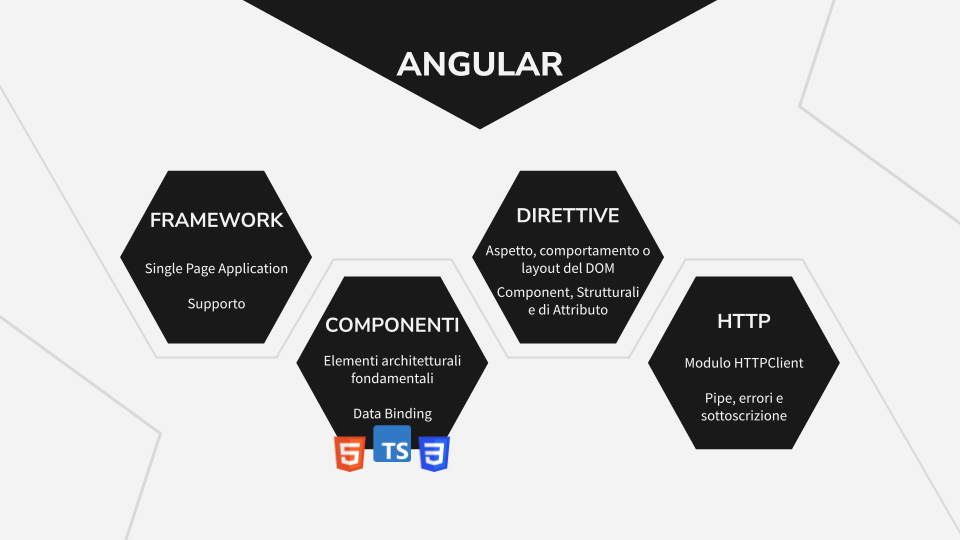 ANGULAR
FRAMEWORK
Single Page Application
Supporto
COMPONENTI
Elementi architetturali
fondamentali
Data Binding
5
TS
3
DIRETTIVE
Aspetto, comportamento o
layout del DOM
Component, Strutturali
e di Attributo
HTTP
Modulo HTTPClient
Pipe, errori e
sottoscrizione